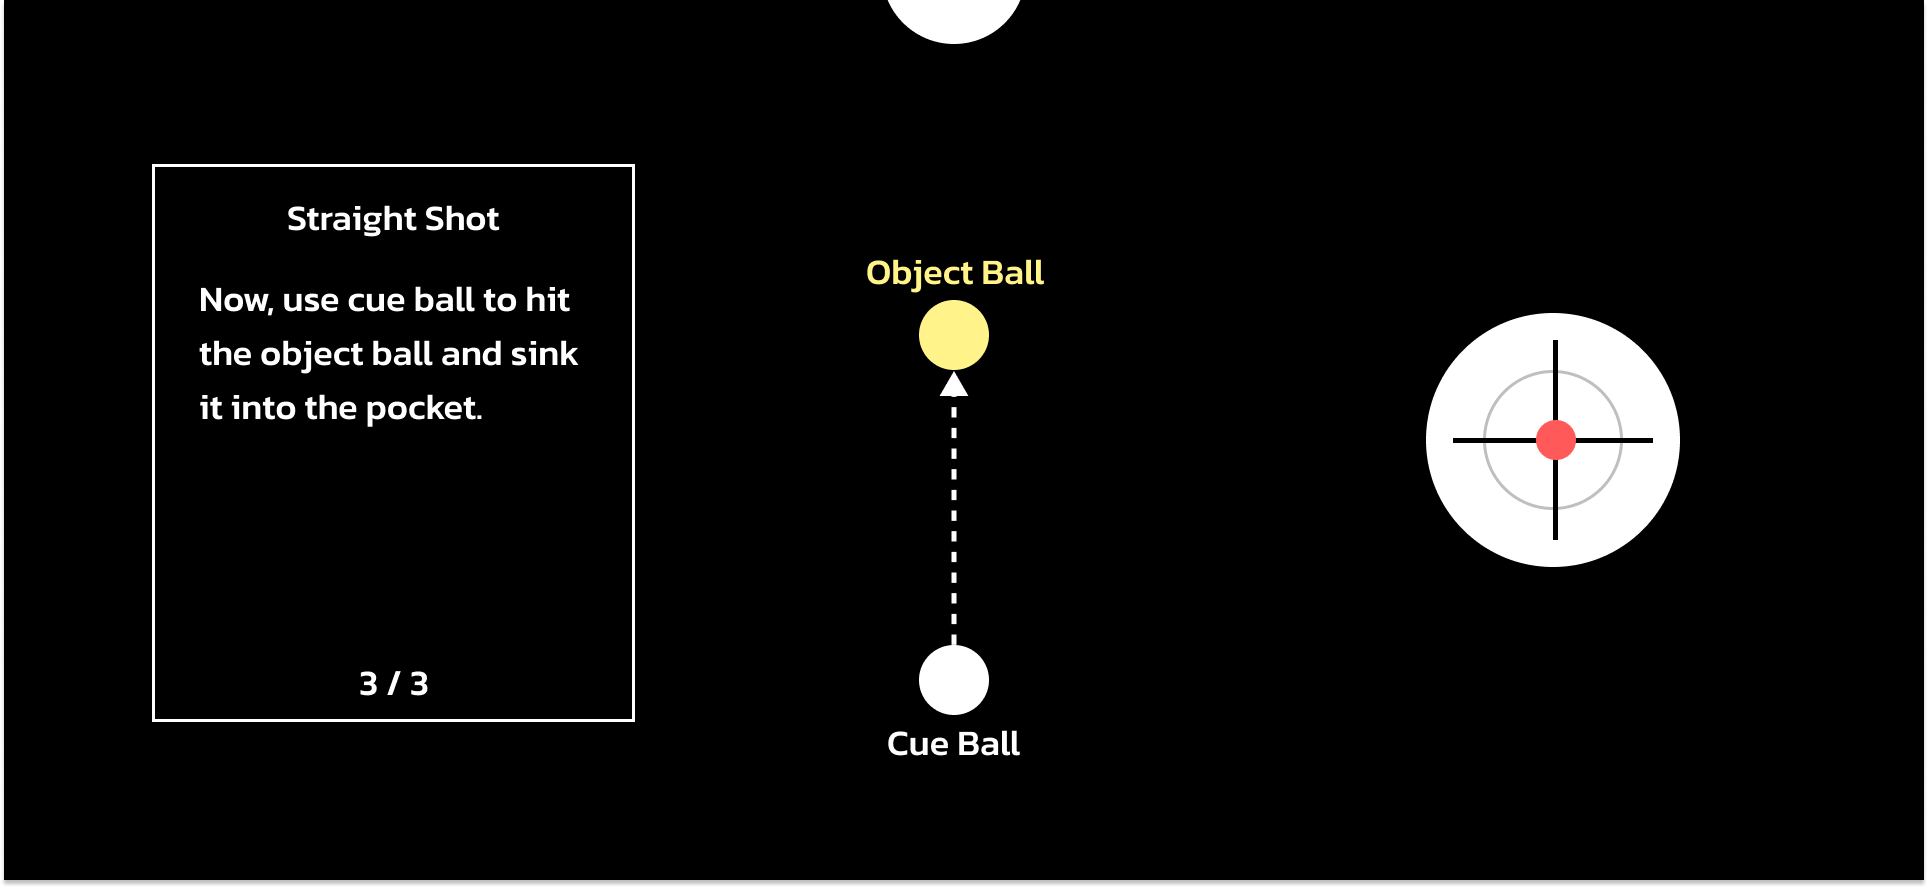 Straight Shot
Now, use cue ball to hit
the object ball and sink
it into the pocket.
3 / 3
Object Ball
Cue Ball